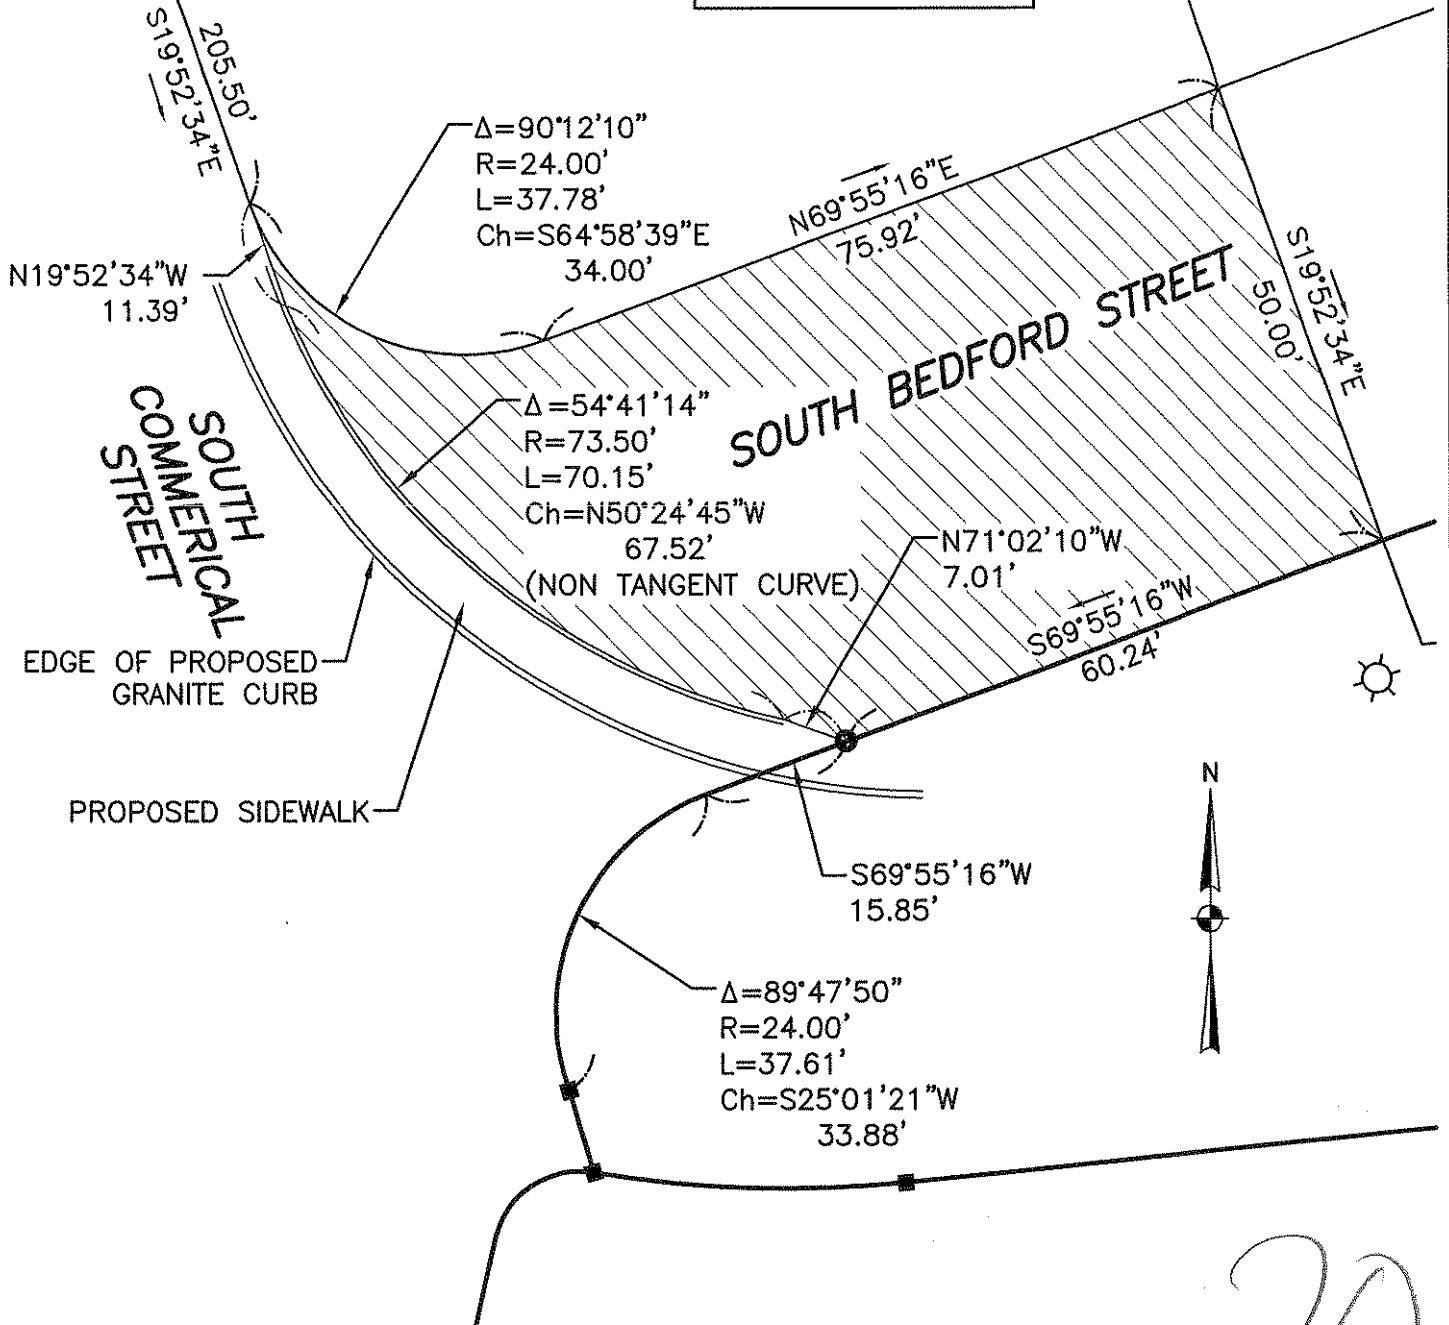 205.50'
S19°52'34"E
Δ=90°12'10"
R=24.00'
L=37.78'
Ch=S64°58'39"E
34.00'
N69°55'16"E
75.92'
N19°52'34"W
11.39'
S19°52'34"E
50.00'
SOUTH BEDFORD STREET
SOUTH
COMMERICAL
STREET
Δ=54°41'14"
R=73.50'
L=70.15'
Ch=N50°24'45"W
67.52'
(NON TANGENT CURVE)
N71°02'10"W
7.01'
S69°55'16"W
60.24'
EDGE OF PROPOSED
GRANITE CURB
PROPOSED SIDEWALK
N
S69°55'16"W
15.85'
Δ=89°47'50"
R=24.00'
L=37.61'
Ch=S25°01'21"W
33.88'